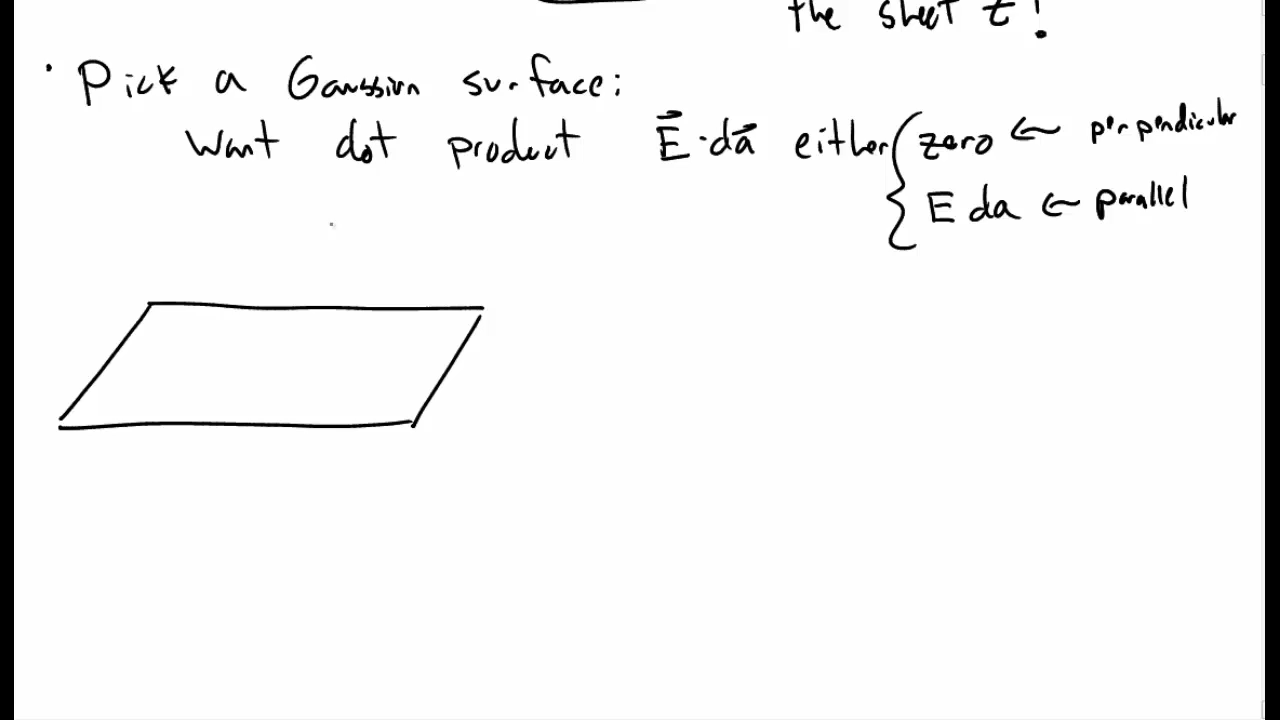 the sheet t!
· Pick a Gaussian surface:
Want dot product E⃗·da⃗ either { zero ← perpendicular
E da ← parallel